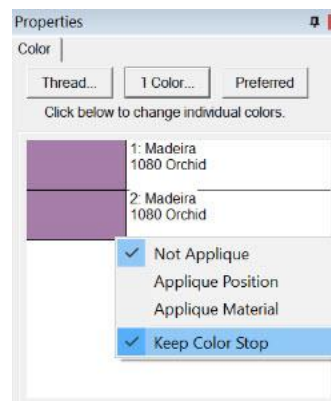 Properties
Color
Thread... 1 Color... Preferred
Click below to change individual colors.
1: Madeira
1080 Orchid
2: Madeira
1080 Orchid
Not Applique
Applique Position
Applique Material
Keep Color Stop